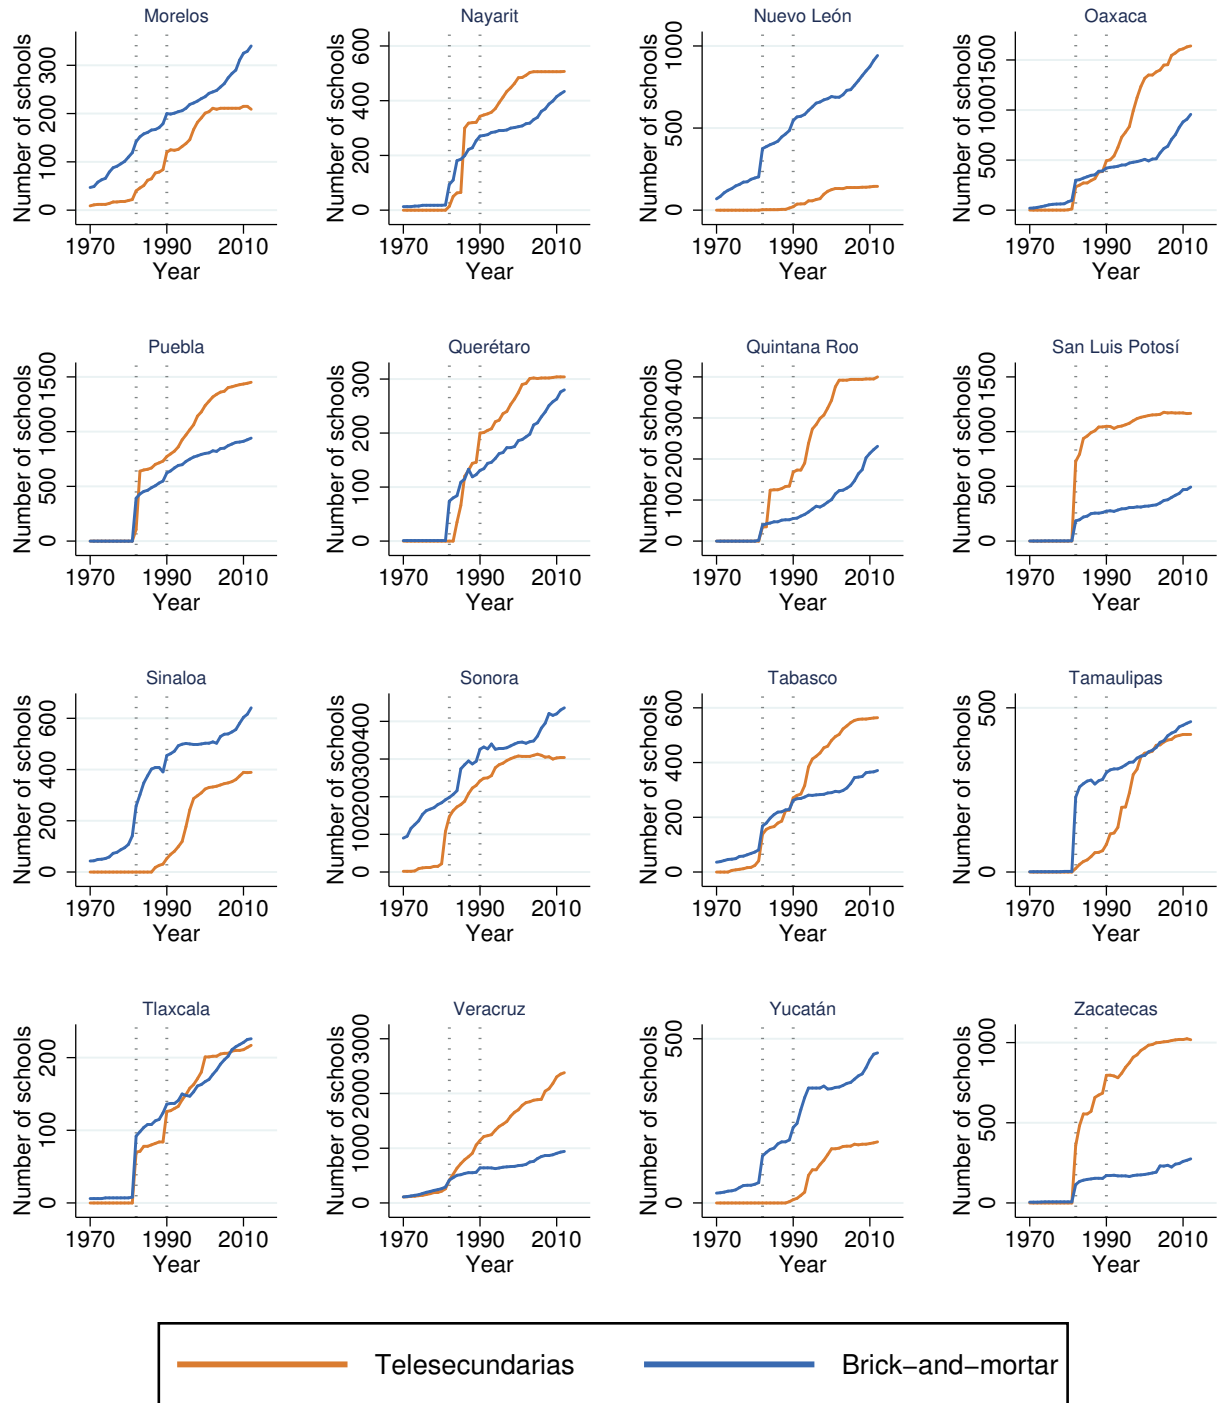 Morelos
Number of schools
0 100 200 300
1970 1990 2010
Year
Nayarit
Number of schools
0 200 400 600
1970 1990 2010
Year
Nuevo León
Number of schools
0 500 1000
1970 1990 2010
Year
Oaxaca
Number of schools
0 500 1000 1500
1970 1990 2010
Year
Puebla
Number of schools
0 500 1000 1500
1970 1990 2010
Year
Querétaro
Number of schools
0 100 200 300
1970 1990 2010
Year
Quintana Roo
Number of schools
0 100 200 300 400
1970 1990 2010
Year
San Luis Potosí
Number of schools
0 500 1000 1500
1970 1990 2010
Year
Sinaloa
Number of schools
0 200 400 600
1970 1990 2010
Year
Sonora
Number of schools
0 100 200 300 400
1970 1990 2010
Year
Tabasco
Number of schools
0 200 400 600
1970 1990 2010
Year
Tamaulipas
Number of schools
0 500
1970 1990 2010
Year
Tlaxcala
Number of schools
0 100 200
1970 1990 2010
Year
Veracruz
Number of schools
0 1000 2000 3000
1970 1990 2010
Year
Yucatán
Number of schools
0 500
1970 1990 2010
Year
Zacatecas
Number of schools
0 500 1000
1970 1990 2010
Year
Telesecundarias Brick−and−mortar